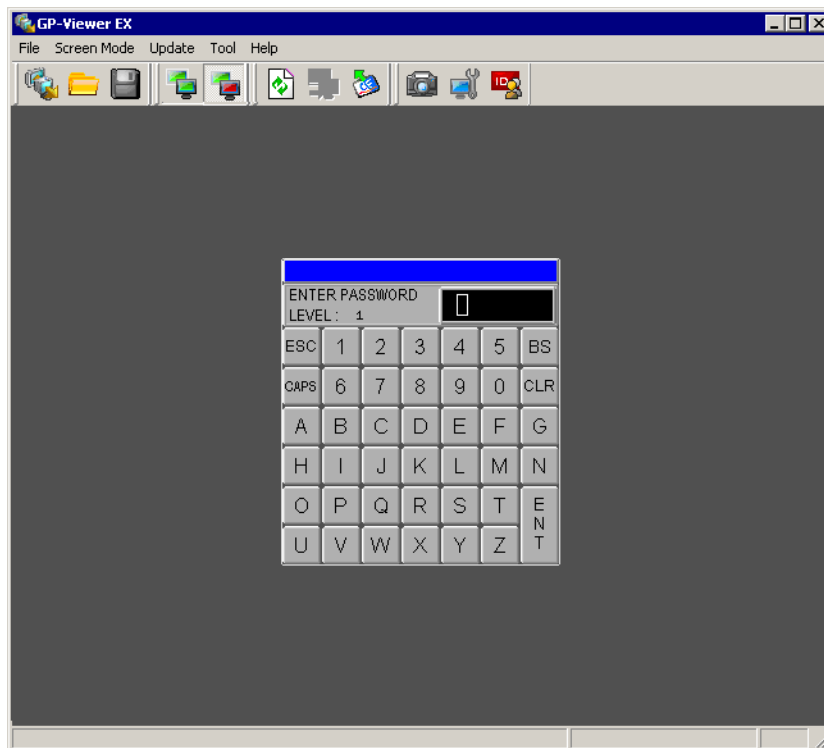 GP-Viewer EX
File Screen Mode Update Tool Help
ID
ENTER PASSWORD
LEVEL : 1
ESC 1 2 3 4 5 BS
CAPS 6 7 8 9 0 CLR
A B C D E F G
H I J K L M N
O P Q R S T ENT
U V W X Y Z